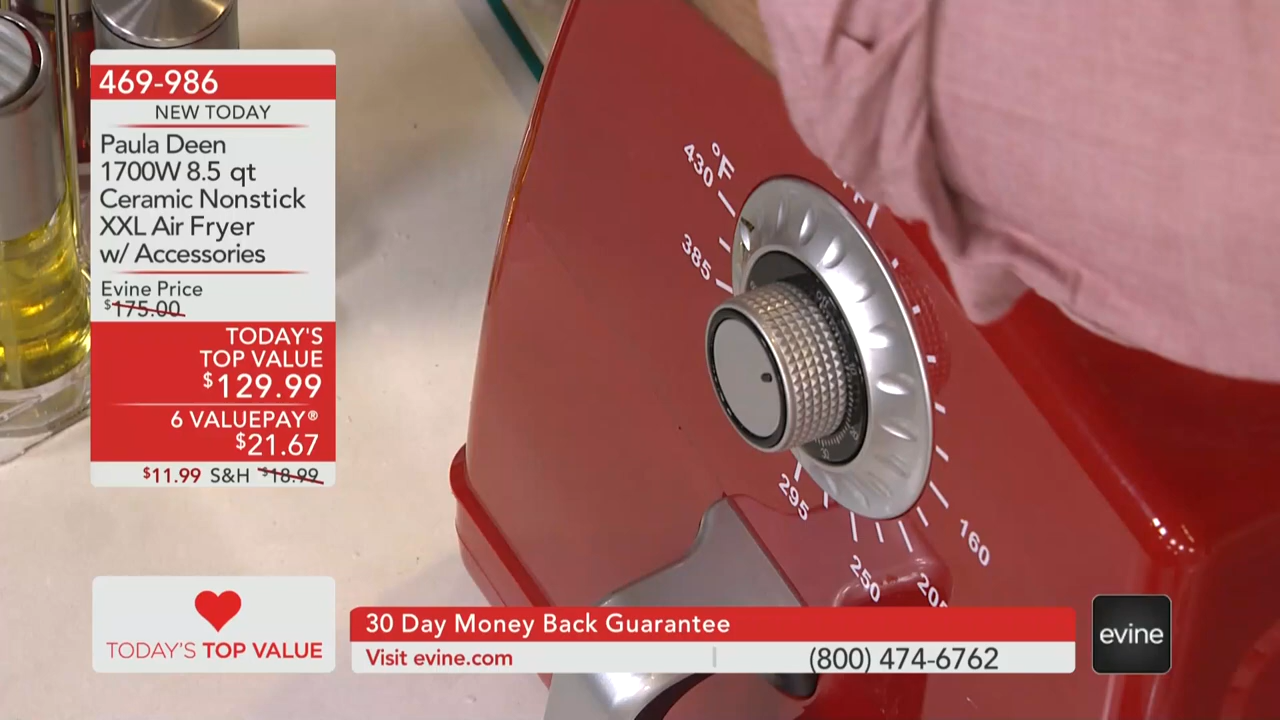 469-986
NEW TODAY
Paula Deen
1700W 8.5 qt
Ceramic Nonstick
XXL Air Fryer
w/ Accessories
Evine Price
$175.00
TODAY'S
TOP VALUE
$129.99
6 VALUEPAY®
$21.67
$11.99 S&H $18.99
TODAY'S TOP VALUE
30 Day Money Back Guarantee
Visit evine.com
(800) 474-6762
evine
°F
430
385
295
250
205
160